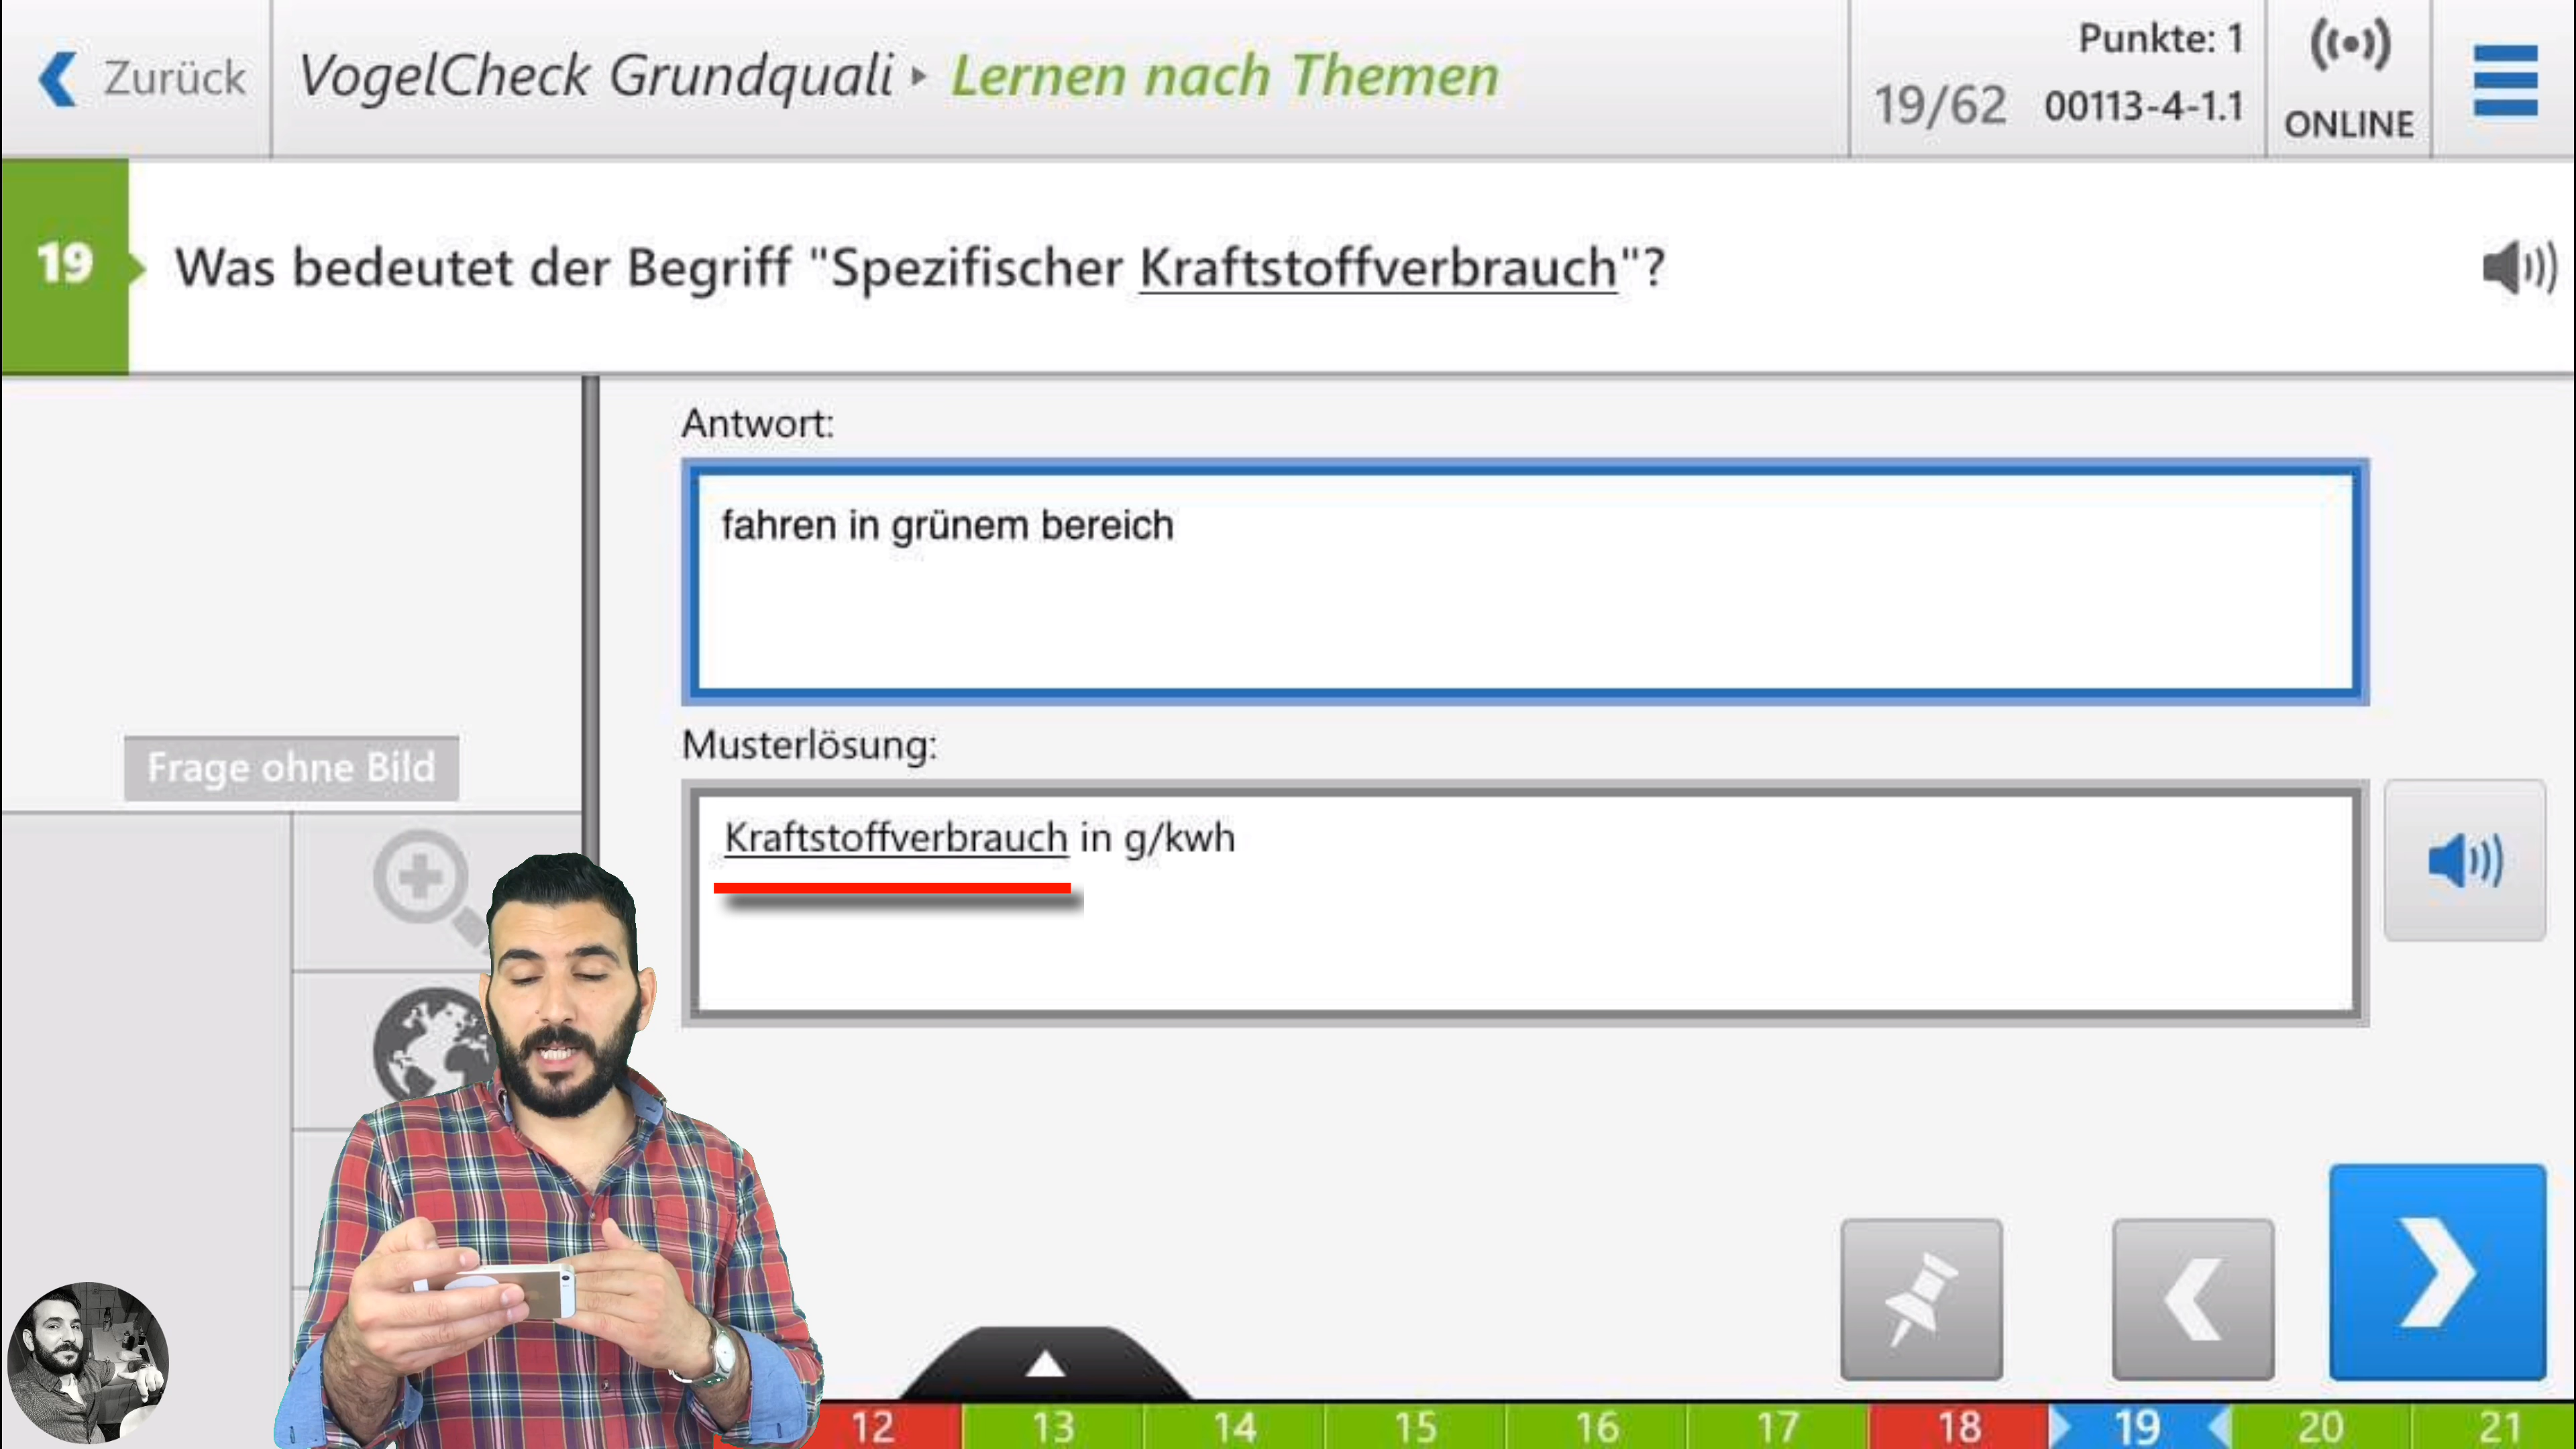 Zurück
VogelCheck Grundquali ▸ Lernen nach Themen
Punkte: 1
19/62 00113-4-1.1
ONLINE
19
Was bedeutet der Begriff "Spezifischer Kraftstoffverbrauch"?
Antwort:
fahren in grünem bereich
Musterlösung:
Kraftstoffverbrauch in g/kwh
Frage ohne Bild
12 13 14 15 16 17 18 19 20 21